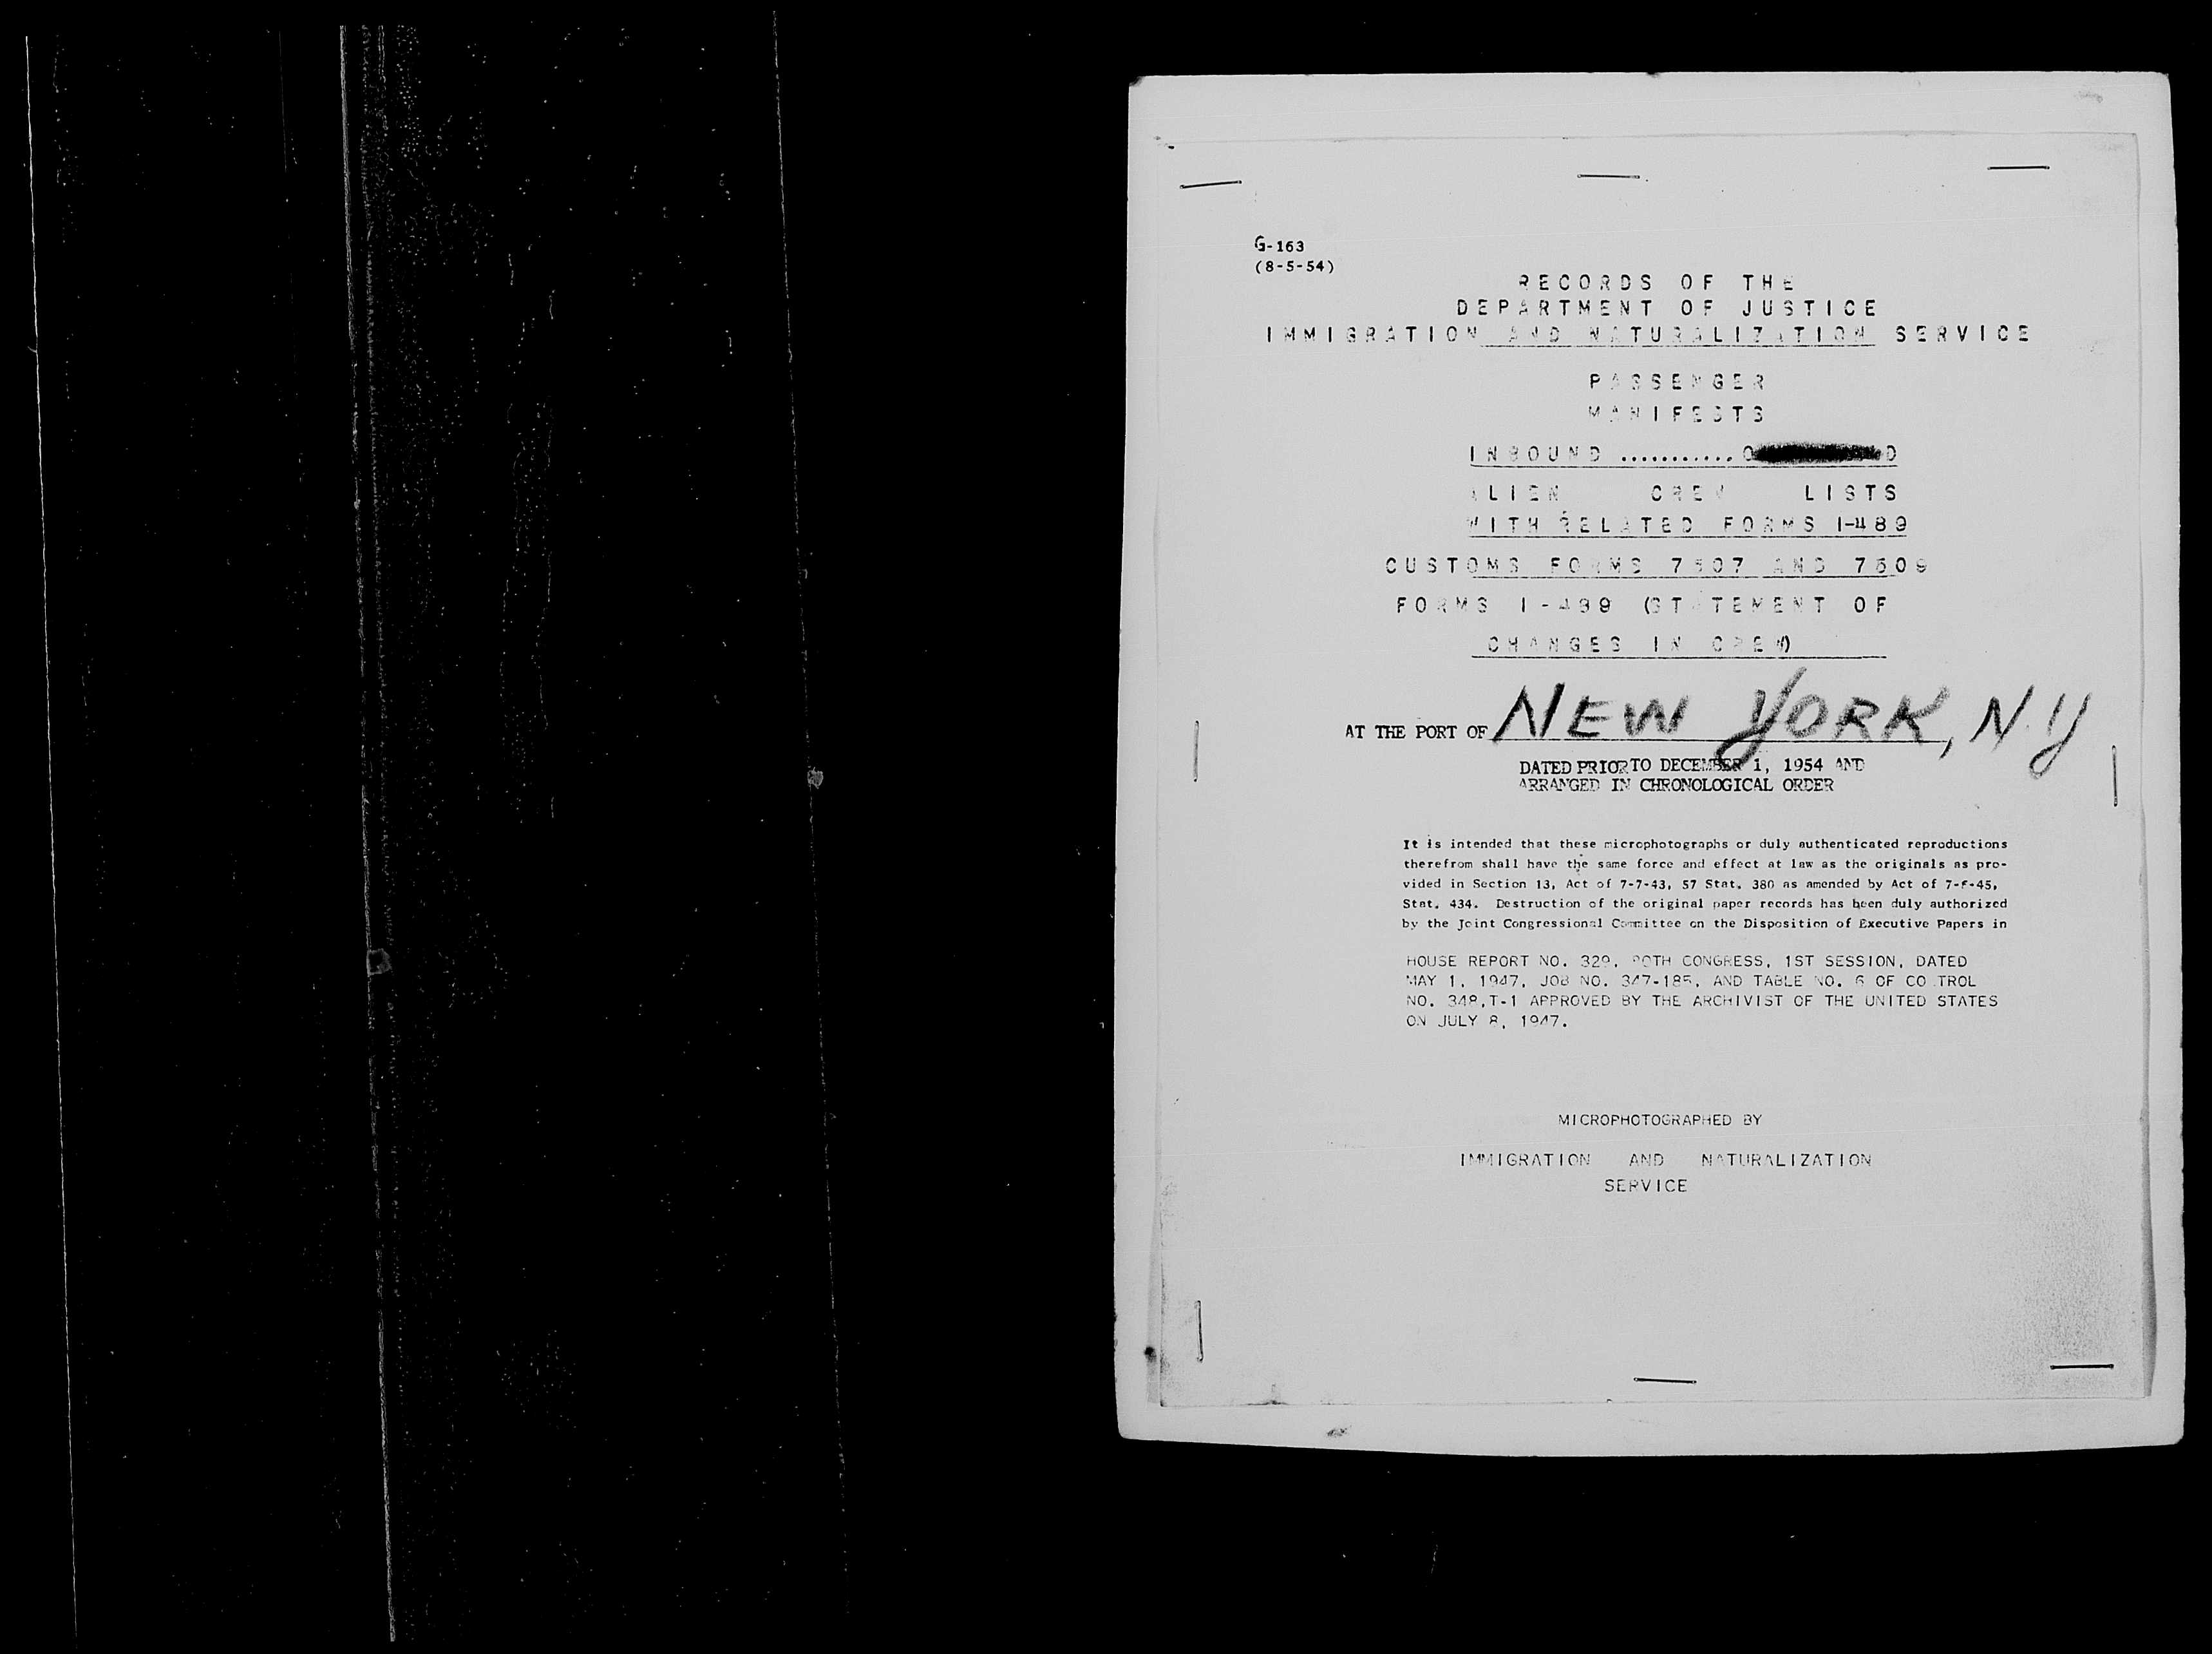 G-163
(8-5-54)
RECORDS OF THE
DEPARTMENT OF JUSTICE
IMMIGRATION AND NATURALIZATION SERVICE
PASSENGER
MANIFESTS
INBOUND ...........
ALIEN CREW LISTS
WITH RELATED FORMS I-489
CUSTOMS FORMS 7507 AND 7509
FORMS I-489 (STATEMENT OF
CHANGES IN CREW)
AT THE PORT OF NEW YORK, N.Y
DATED PRIOR TO DECEMBER 1, 1954 AND
ARRANGED IN CHRONOLOGICAL ORDER
It is intended that these microphotographs or duly authenticated reproductions
therefrom shall have the same force and effect at law as the originals as pro-
vided in Section 13, Act of 7-7-43, 57 Stat. 380 as amended by Act of
Stat. 434. Destruction of the original paper records has been duly authorized
by the Joint Congressional Committee on the Disposition of Executive Papers in
HOUSE REPORT NO. 329, 80TH CONGRESS, 1ST SESSION, DATED
MAY 1, 1947, JOB NO. 347-185, AND TABLE NO. 6 OF CO TROL
NO. 348,T-1 APPROVED BY THE ARCHIVIST OF THE UNITED STATES
ON JULY 8, 1947.
MICROPHOTOGRAPHED BY
IMMIGRATION AND NATURALIZATION
SERVICE